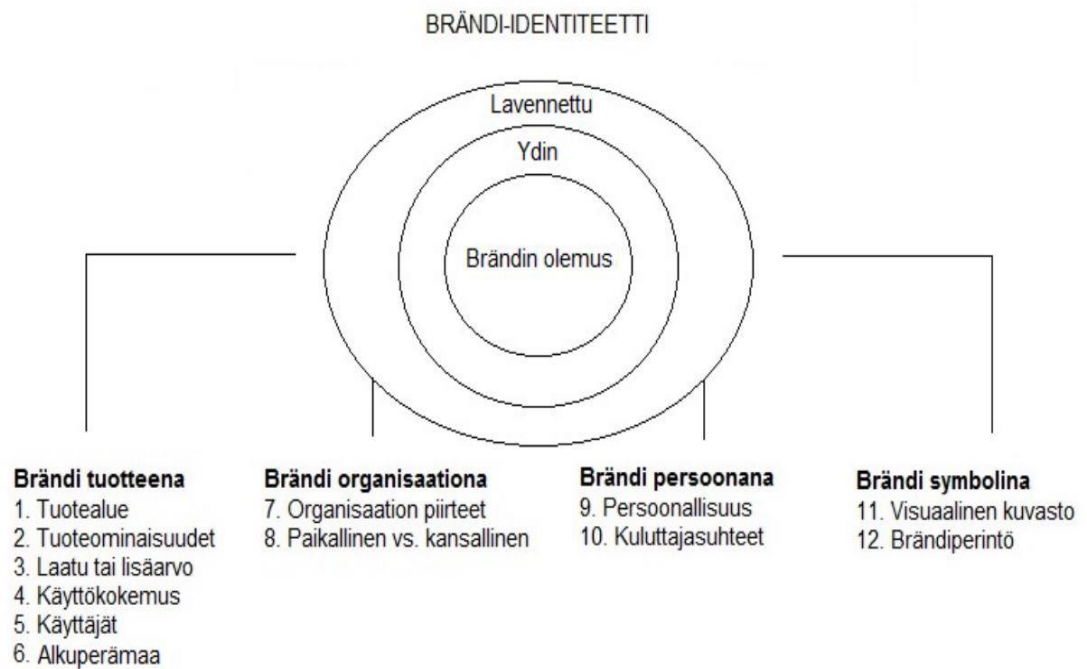 BRÄNDI-IDENTITEETTI
Lavennettu
Ydin
Brändin olemus
Brändi tuotteena
1. Tuotealue
2. Tuoteominaisuudet
3. Laatu tai lisäarvo
4. Käyttökokemus
5. Käyttäjät
6. Alkuperämaa
Brändi organisaationa
7. Organisaation piirteet
8. Paikallinen vs. kansallinen
Brändi persoonana
9. Persoonallisuus
10. Kuluttajasuhteet
Brändi symbolina
11. Visuaalinen kuvasto
12. Brändiperintö